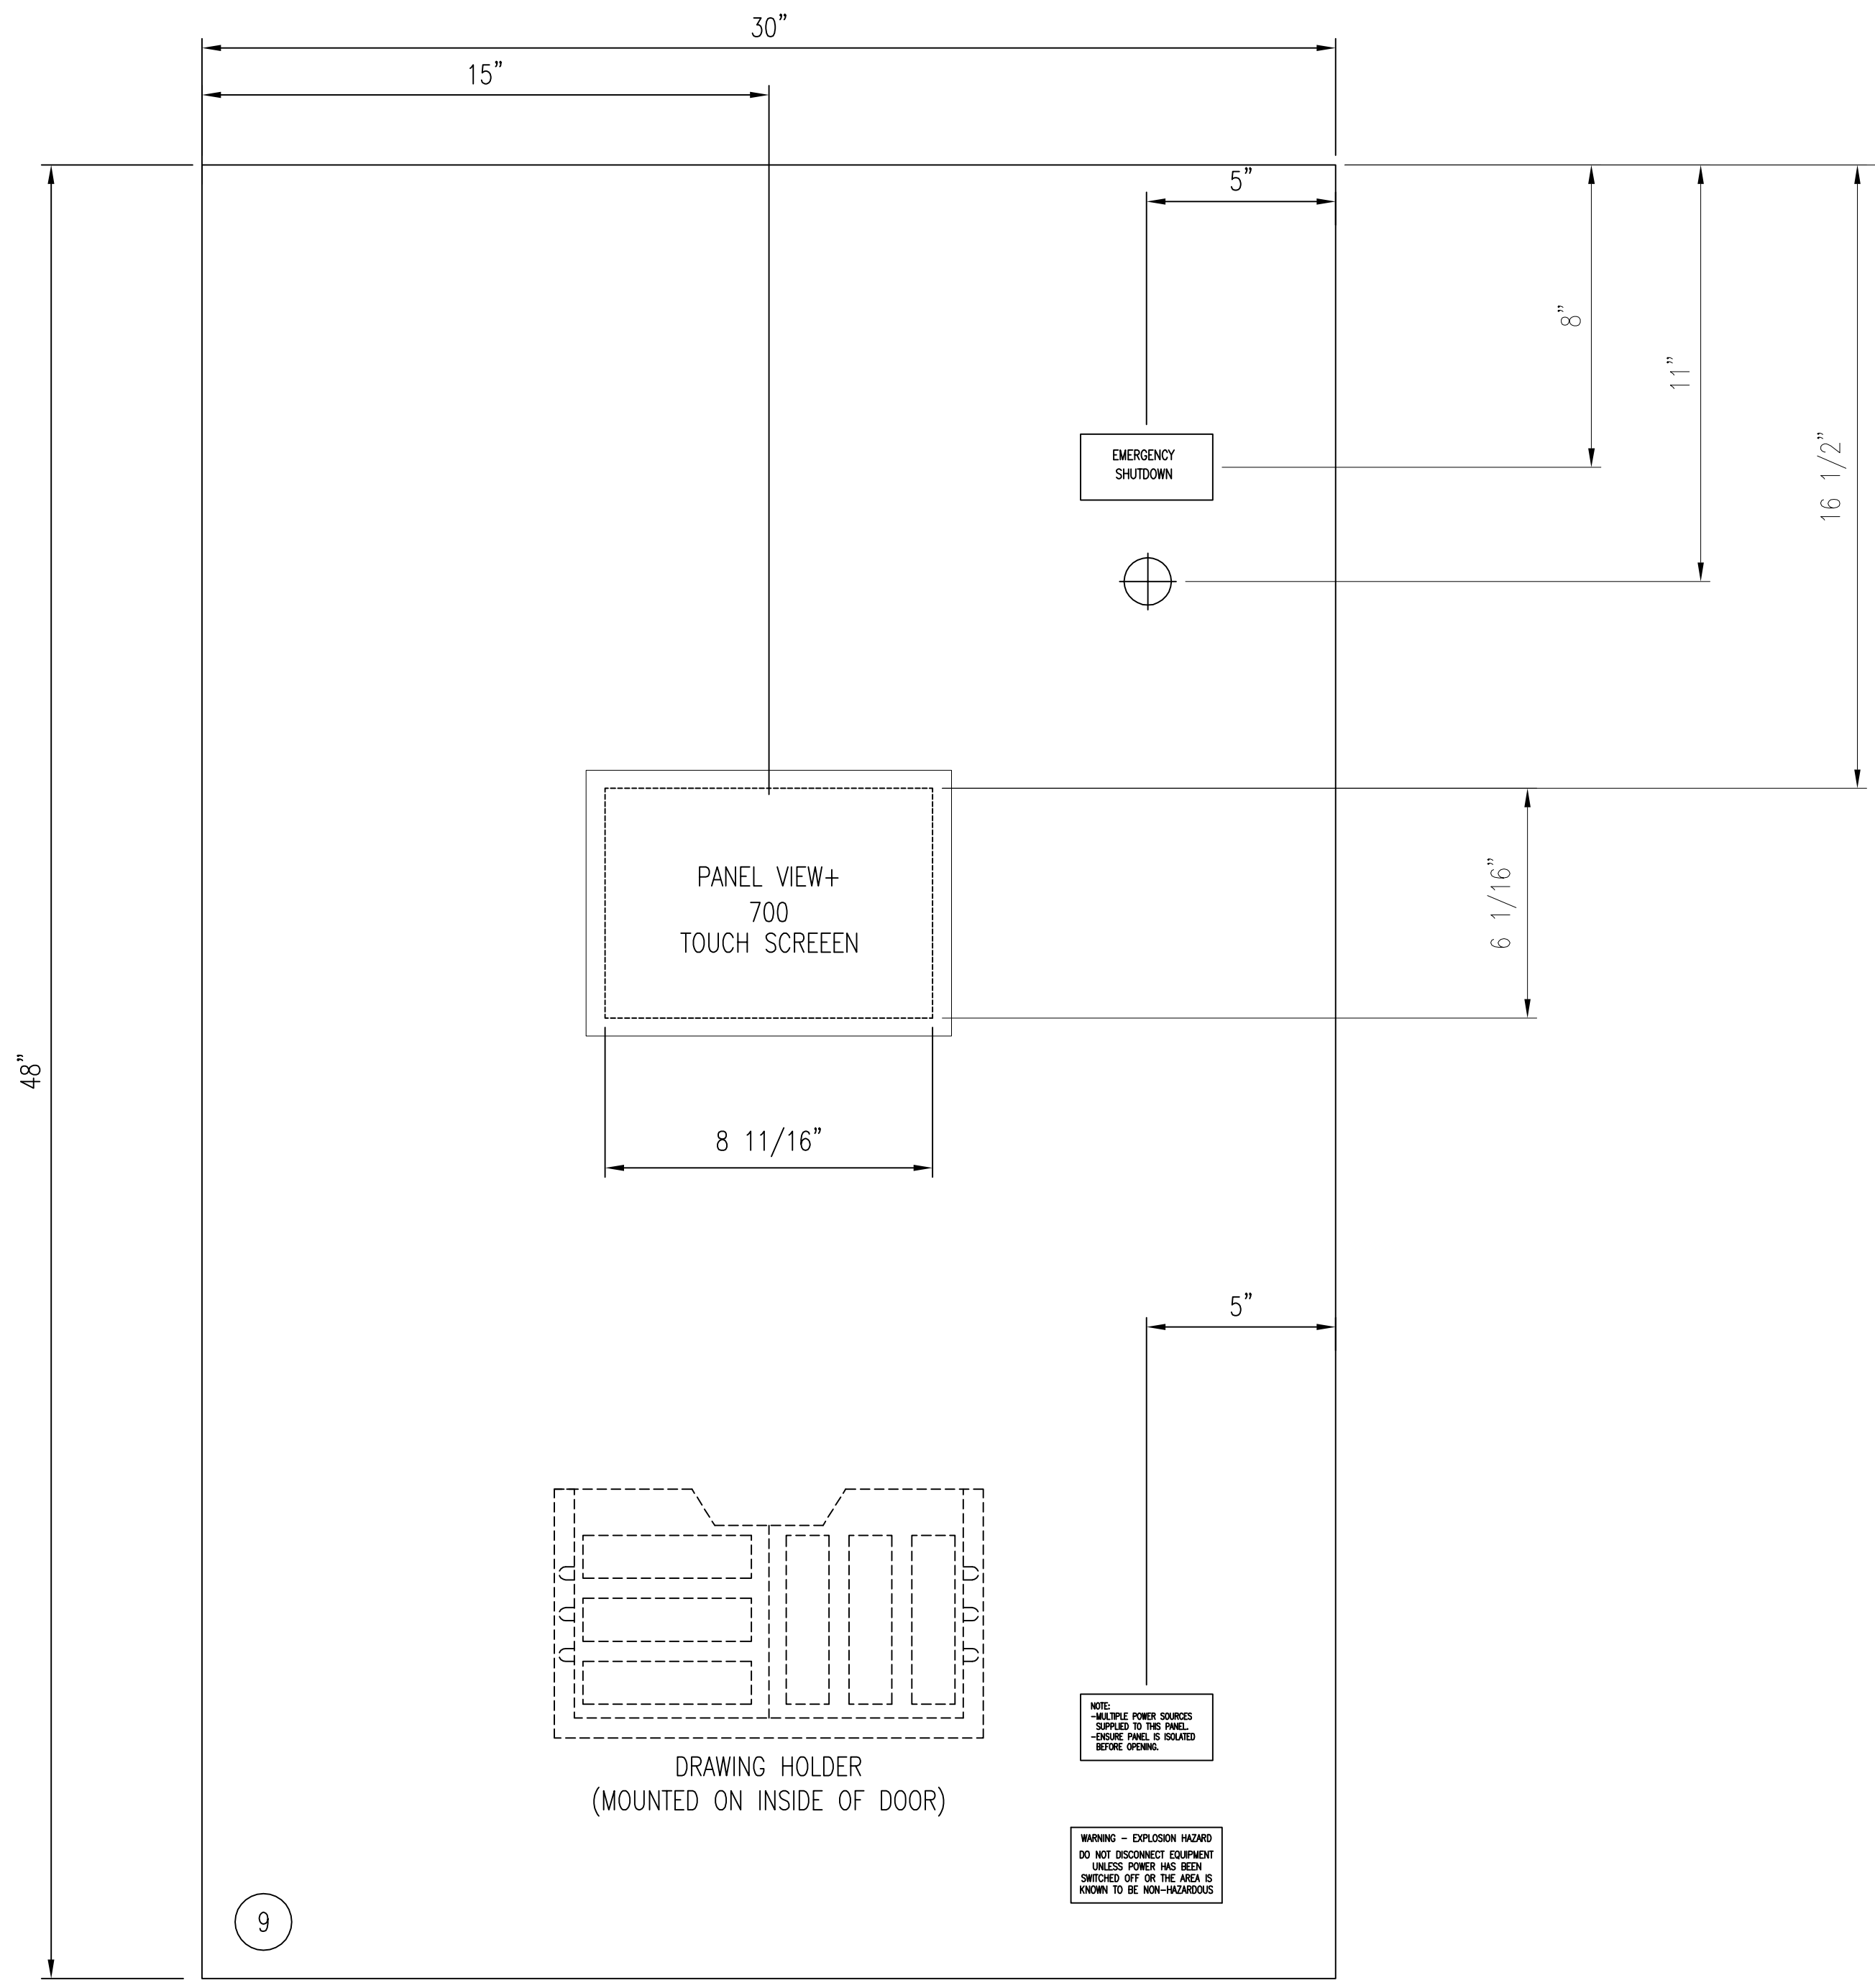 30”
15”
5”
8”
11”
16 1/2”
EMERGENCY
SHUTDOWN
PANEL VIEW+
700
TOUCH SCREEEN
6 1/16”
48”
8 11/16”
5”
DRAWING HOLDER
(MOUNTED ON INSIDE OF DOOR)
NOTE:
-MULTIPLE POWER SOURCES
SUPPLIED TO THIS PANEL.
-ENSURE PANEL IS ISOLATED
BEFORE OPENING.
WARNING - EXPLOSION HAZARD
DO NOT DISCONNECT EQUIPMENT
UNLESS POWER HAS BEEN
SWITCHED OFF OR THE AREA IS
KNOWN TO BE NON-HAZARDOUS
9